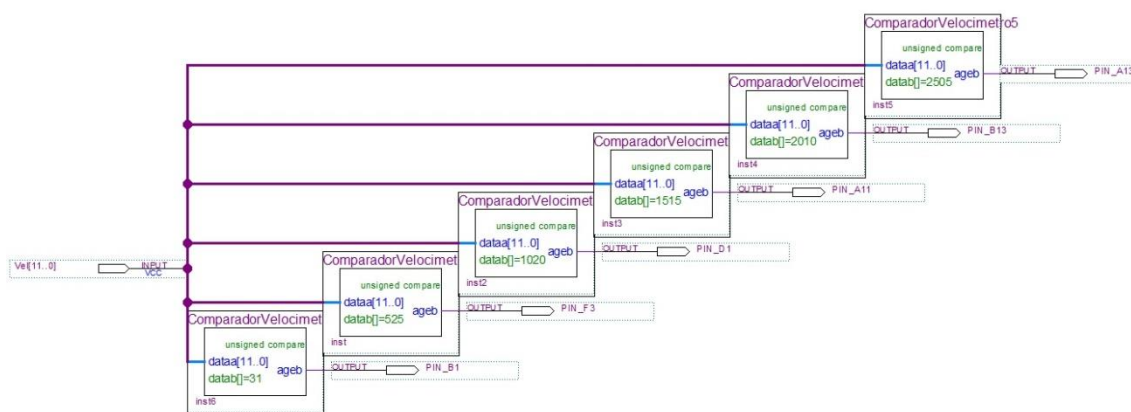 ComparadorVelocimetro5
unsigned compare
dataa[11..0]
ageb
datab[]=2505
inst5
OUTPUT
PIN_A13
ComparadorVelocimet
unsigned compare
dataa[11..0]
ageb
datab[]=2010
inst4
OUTPUT
PIN_B13
ComparadorVelocimet
unsigned compare
dataa[11..0]
ageb
datab[]=1515
inst3
OUTPUT
PIN_A11
ComparadorVelocimet
unsigned compare
dataa[11..0]
ageb
datab[]=1020
inst2
OUTPUT
PIN_D1
Vel[11..0]
INPUT
VCC
ComparadorVelocimet
unsigned compare
dataa[11..0]
ageb
datab[]=525
inst
OUTPUT
PIN_F3
ComparadorVelocimet
unsigned compare
dataa[11..0]
ageb
datab[]=31
inst6
OUTPUT
PIN_B1